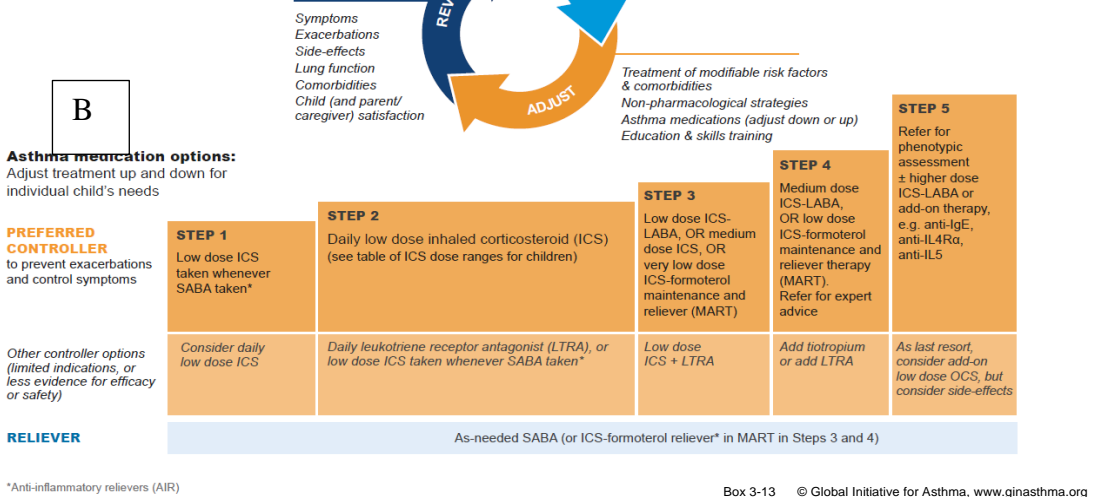 REV
Symptoms
Exacerbations
Side-effects
Lung function
Comorbidities
Child (and parent/
caregiver) satisfaction
ADJUST
Treatment of modifiable risk factors
& comorbidities
Non-pharmacological strategies
Asthma medications (adjust down or up)
Education & skills training
B
Asthma medication options:
Adjust treatment up and down for
individual child's needs
PREFERRED
CONTROLLER
to prevent exacerbations
and control symptoms
STEP 1
Low dose ICS
taken whenever
SABA taken*
STEP 2
Daily low dose inhaled corticosteroid (ICS)
(see table of ICS dose ranges for children)
STEP 3
Low dose ICS-
LABA, OR medium
dose ICS, OR
very low dose
ICS-formoterol
maintenance and
reliever (MART)
STEP 4
Medium dose
ICS-LABA,
OR low dose
ICS-formoterol
maintenance and
reliever therapy
(MART).
Refer for expert
advice
STEP 5
Refer for
phenotypic
assessment
± higher dose
ICS-LABA or
add-on therapy,
e.g. anti-IgE,
anti-IL4Rα,
anti-IL5
Other controller options
(limited indications, or
less evidence for efficacy
or safety)
Consider daily
low dose ICS
Daily leukotriene receptor antagonist (LTRA), or
low dose ICS taken whenever SABA taken*
Low dose
ICS + LTRA
Add tiotropium
or add LTRA
As last resort,
consider add-on
low dose OCS, but
consider side-effects
RELIEVER
As-needed SABA (or ICS-formoterol reliever* in MART in Steps 3 and 4)
*Anti-inflammatory relievers (AIR)
Box 3-13 © Global Initiative for Asthma, www.ginasthma.org